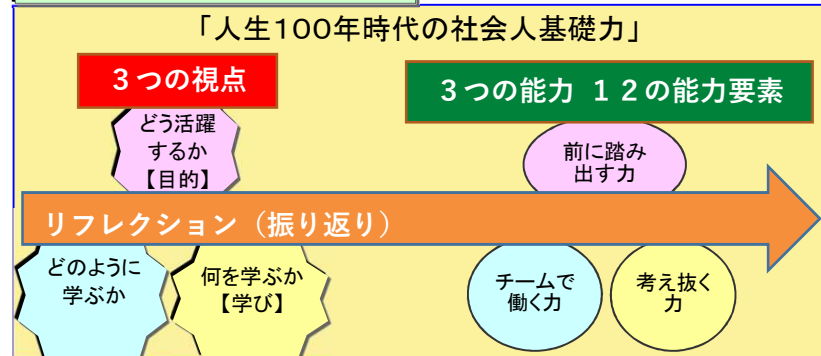 「人生100年時代の社会人基礎力」
３つの視点
３つの能力 １２の能力要素
どう活躍
するか
【目的】
前に踏み
出す力
リフレクション（振り返り）
どのように
学ぶか
何を学ぶか
【学び】
チームで
働く力
考え抜く
力